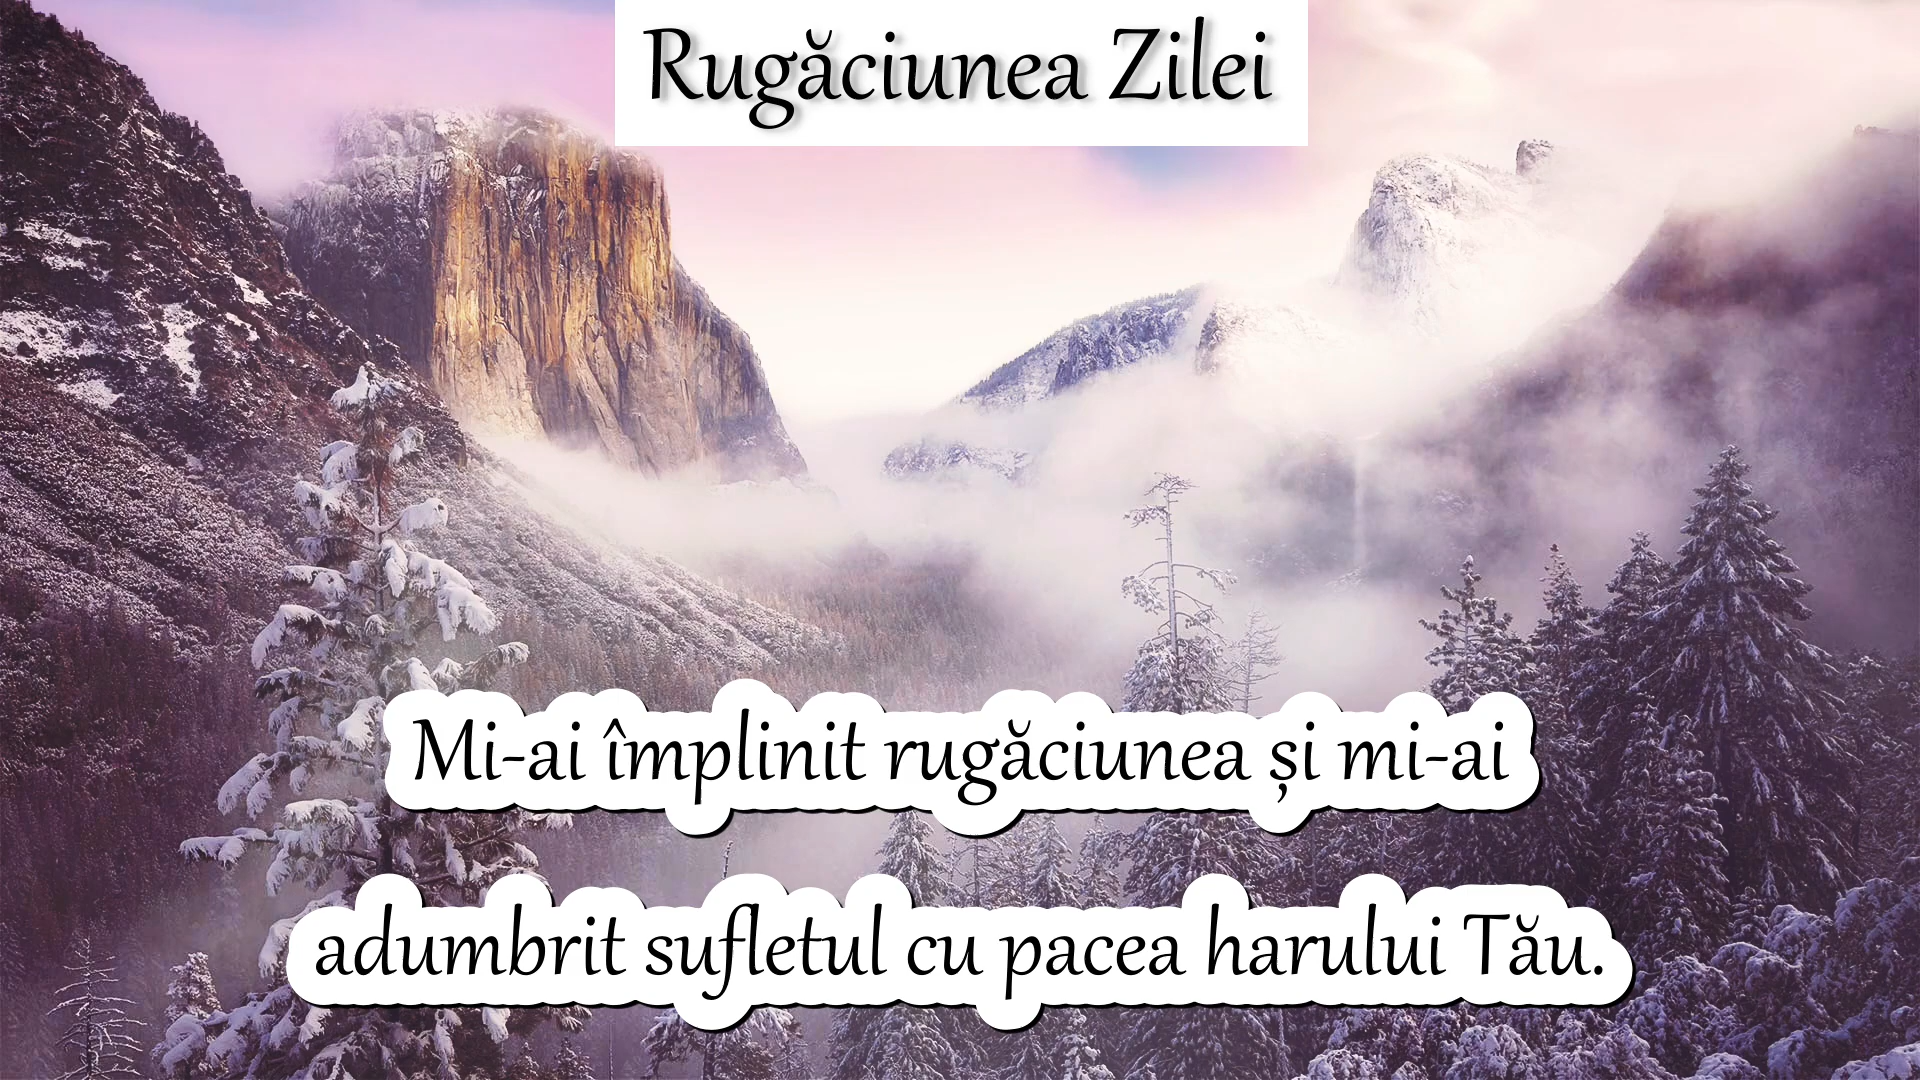 Rugăciunea Zilei
Mi-ai împlinit rugăciunea și mi-ai
adumbrit sufletul cu pacea harului Tău.